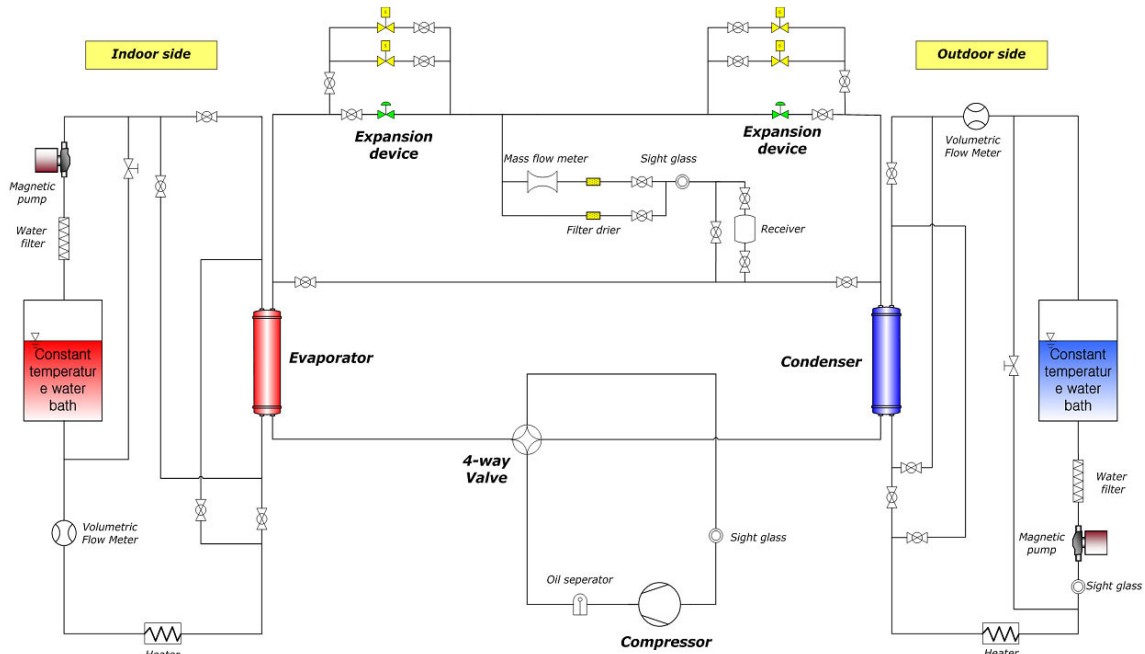 Indoor side
Outdoor side
Expansion
device
Expansion
device
Volumetric
Flow Meter
Mass flow meter
Sight glass
Magnetic
pump
Water
filter
Filter drier
Receiver
Constant
temperatur
e water
bath
Evaporator
Condenser
Constant
temperatur
e water
bath
4-way
Valve
Water
filter
Volumetric
Flow Meter
Sight glass
Magnetic
pump
Oil seperator
Sight glass
Compressor
Heater
Heater